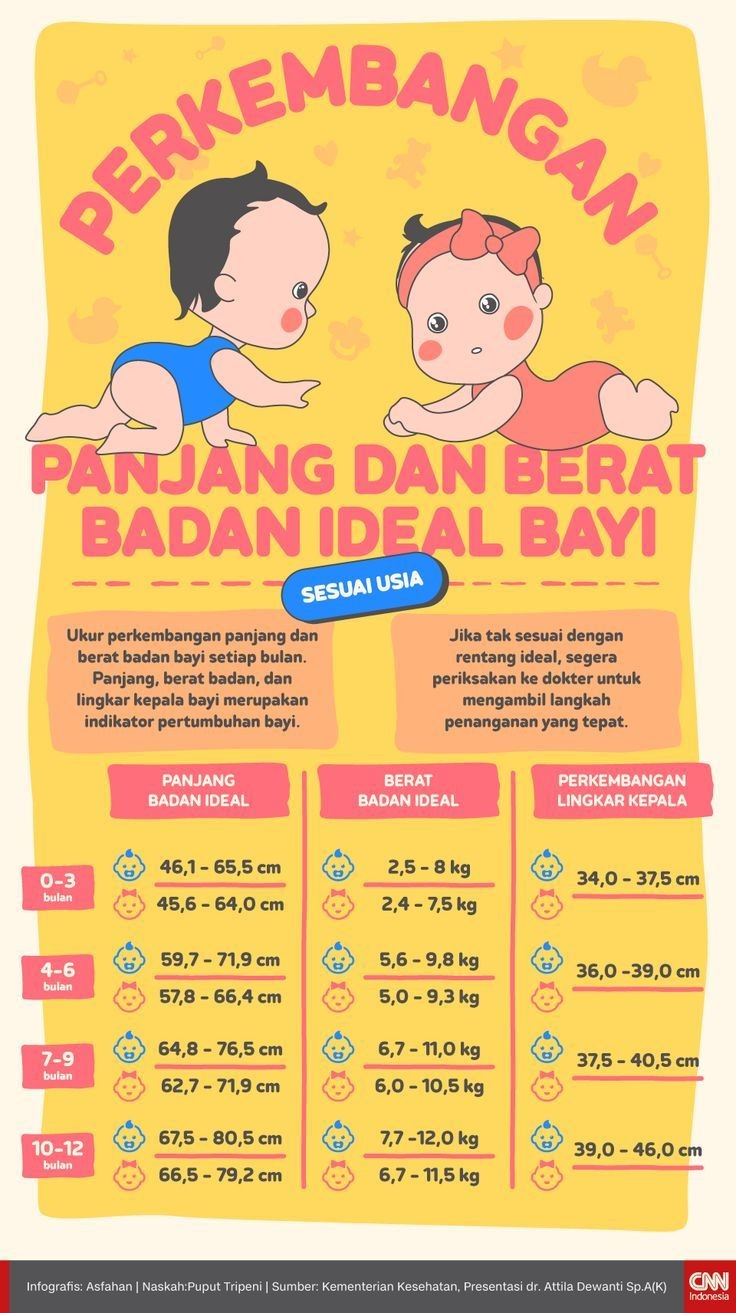 PERKEMBANGAN
PANJANG DAN BERAT
BADAN IDEAL BAYI
SESUAI USIA
Ukur perkembangan panjang dan
berat badan bayi setiap bulan.
Panjang, berat badan, dan
lingkar kepala bayi merupakan
indikator pertumbuhan bayi.
Jika tak sesuai dengan
rentang ideal, segera
periksakan ke dokter untuk
mengambil langkah
penanganan yang tepat.
PANJANG
BADAN IDEAL
BERAT
BADAN IDEAL
PERKEMBANGAN
LINGKAR KEPALA
0-3
bulan
46,1 - 65,5 cm
45,6 - 64,0 cm
2,5 - 8 kg
2,4 - 7,5 kg
34,0 - 37,5 cm
4-6
bulan
59,7 - 71,9 cm
57,8 - 66,4 cm
5,6 - 9,8 kg
5,0 - 9,3 kg
36,0 -39,0 cm
7-9
bulan
64,8 - 76,5 cm
62,7 - 71,9 cm
6,7 - 11,0 kg
6,0 - 10,5 kg
37,5 - 40,5 cm
10-12
bulan
67,5 - 80,5 cm
66,5 - 79,2 cm
7,7 -12,0 kg
6,7 - 11,5 kg
39,0 - 46,0 cm
Infografis: Asfahan | Naskah:Puput Tripeni | Sumber: Kementerian Kesehatan, Presentasi dr. Attila Dewanti Sp.A(K)
CNN
Indonesia